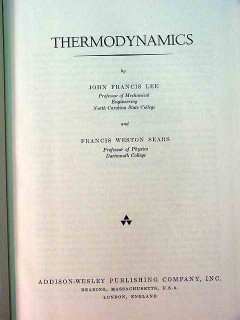 THERMODYNAMICS
by
JOHN FRANCIS LEE
Professor of Mechanical
Engineering
North Carolina State College
and
FRANCIS WESTON SEARS
Professor of Physics
Dartmouth College
ADDISON-WESLEY PUBLISHING COMPANY, INC.
READING, MASSACHUSETTS, U.S.A.
LONDON, ENGLAND